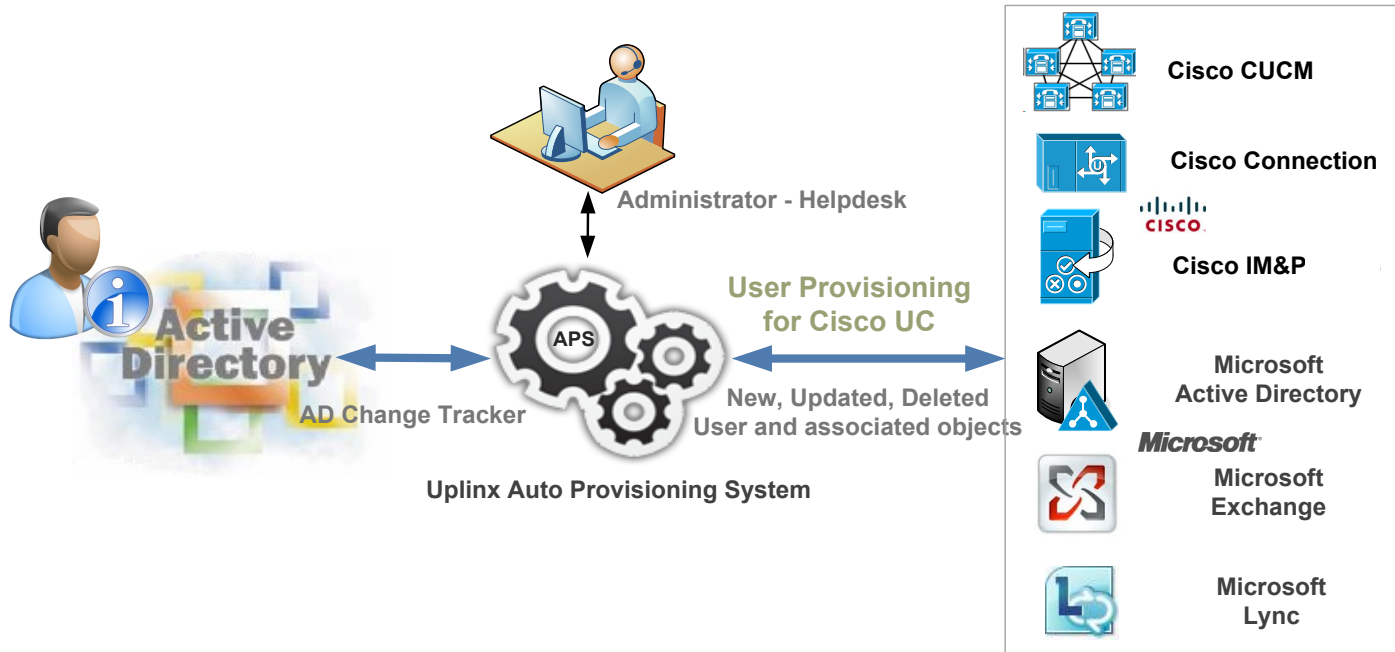 Administrator - Helpdesk
Active
Directory
AD Change Tracker
APS
Uplinx Auto Provisioning System
User Provisioning
for Cisco UC
New, Updated, Deleted
User and associated objects
Cisco CUCM
U
Cisco Connection
CISCO
Cisco IM&P
Microsoft
Active Directory
Microsoft
Microsoft
Exchange
L
Microsoft
Lync